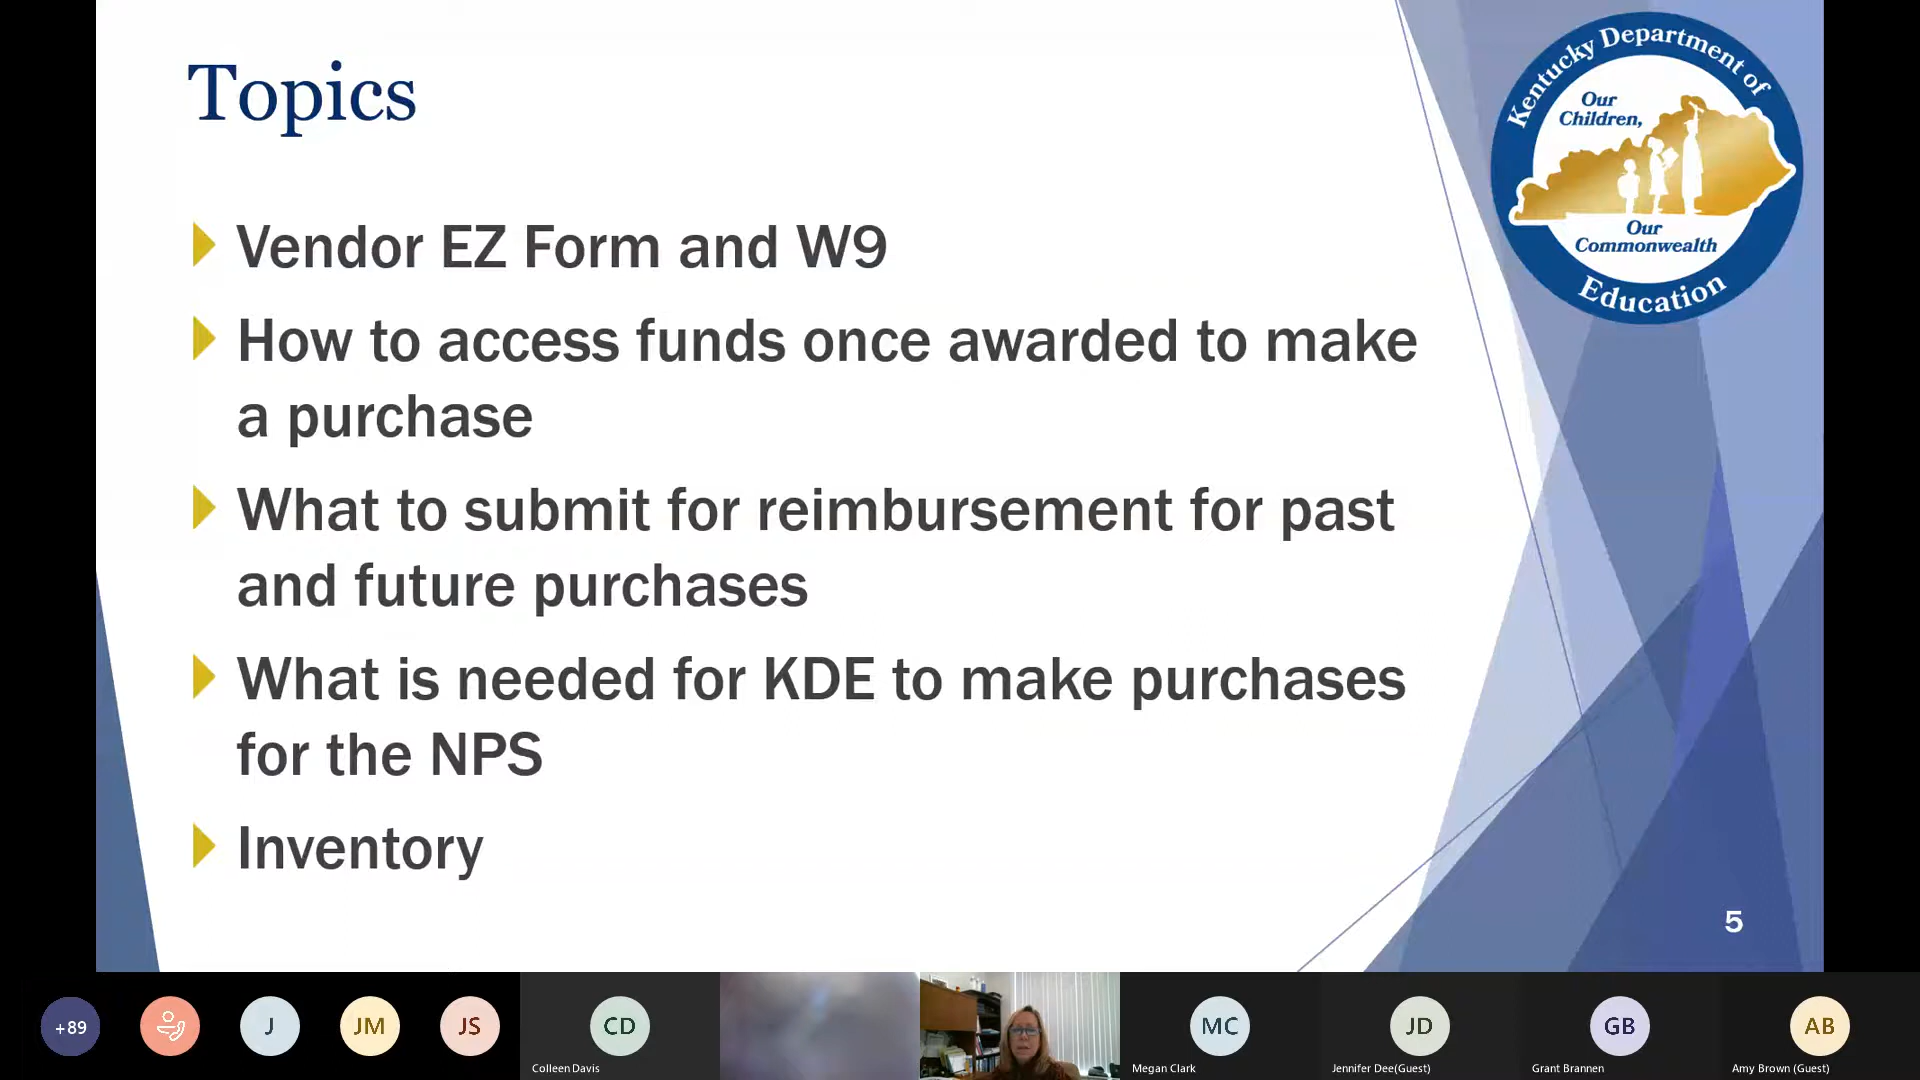 Topics
Kentucky Department of
Our
Children,
Our
Commonwealth
Education
Vendor EZ Form and W9
How to access funds once awarded to make
a purchase
What to submit for reimbursement for past
and future purchases
What is needed for KDE to make purchases
for the NPS
Inventory
5
+89
J
JM
JS
CD
MC
JD
GB
AB
Colleen Davis
Megan Clark
Jennifer Dee(Guest)
Grant Brannen
Amy Brown (Guest)